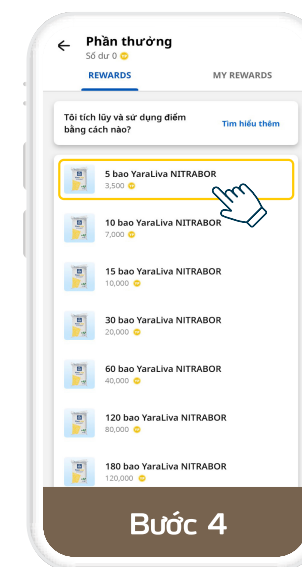 Phần thưởng
Số dư 0
REWARDS
MY REWARDS
Tôi tích lũy và sử dụng điểm
bằng cách nào?
Tìm hiểu thêm
5 bao YaraLiva NITRABOR
3,500
10 bao YaraLiva NITRABOR
7,000
15 bao YaraLiva NITRABOR
10,000
30 bao YaraLiva NITRABOR
20,000
60 bao YaraLiva NITRABOR
40,000
120 bao YaraLiva NITRABOR
80,000
180 bao YaraLiva NITRABOR
120,000
Bước 4